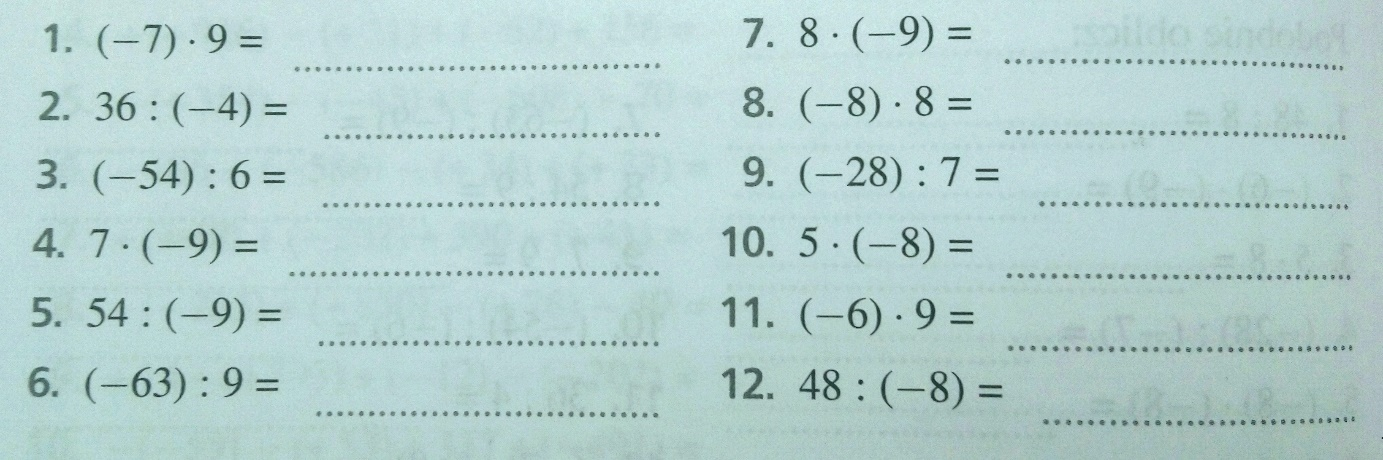 1. (−7) · 9 =
2. 36 : (−4) =
3. (−54) : 6 =
4. 7 · (−9) =
5. 54 : (−9) =
6. (−63) : 9 =
7. 8 · (−9) =
8. (−8) · 8 =
9. (−28) : 7 =
10. 5 · (−8) =
11. (−6) · 9 =
12. 48 : (−8) =